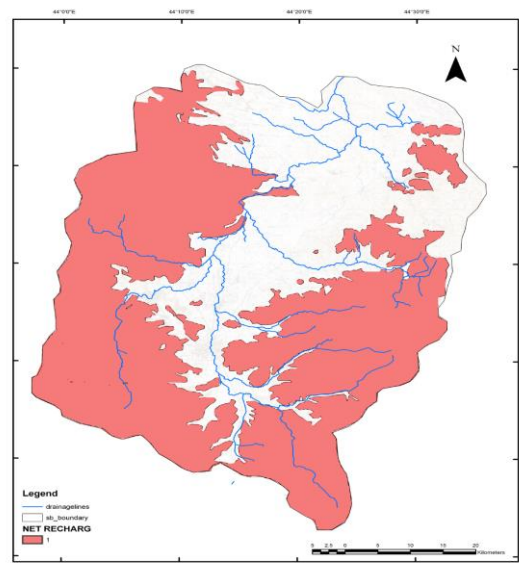 44°0'0"E 44°10'0"E 44°20'0"E 44°30'0"E
N
Legend
drainagelines
sb_boundary
NET RECHARG
1
0 2.5 0 5 10 15 20
Kilometers